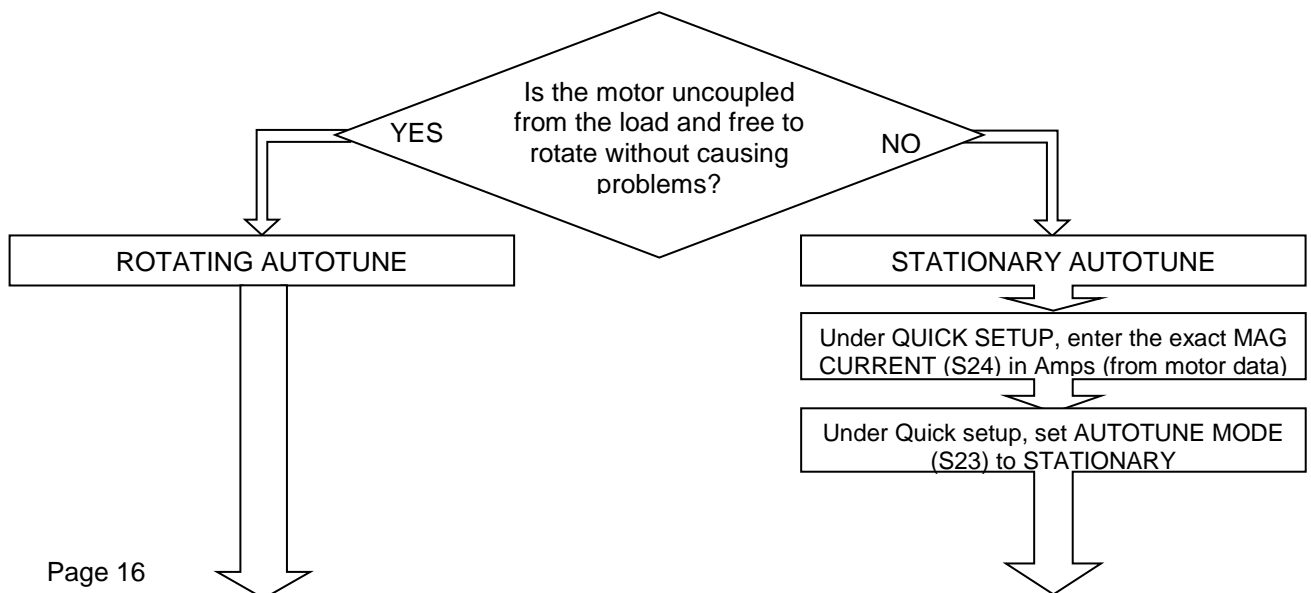 Is the motor uncoupled
from the load and free to
rotate without causing
problems?
YES
NO
ROTATING AUTOTUNE
STATIONARY AUTOTUNE
Under QUICK SETUP, enter the exact MAG
CURRENT (S24) in Amps (from motor data)
Under Quick setup, set AUTOTUNE MODE
(S23) to STATIONARY
Page 16